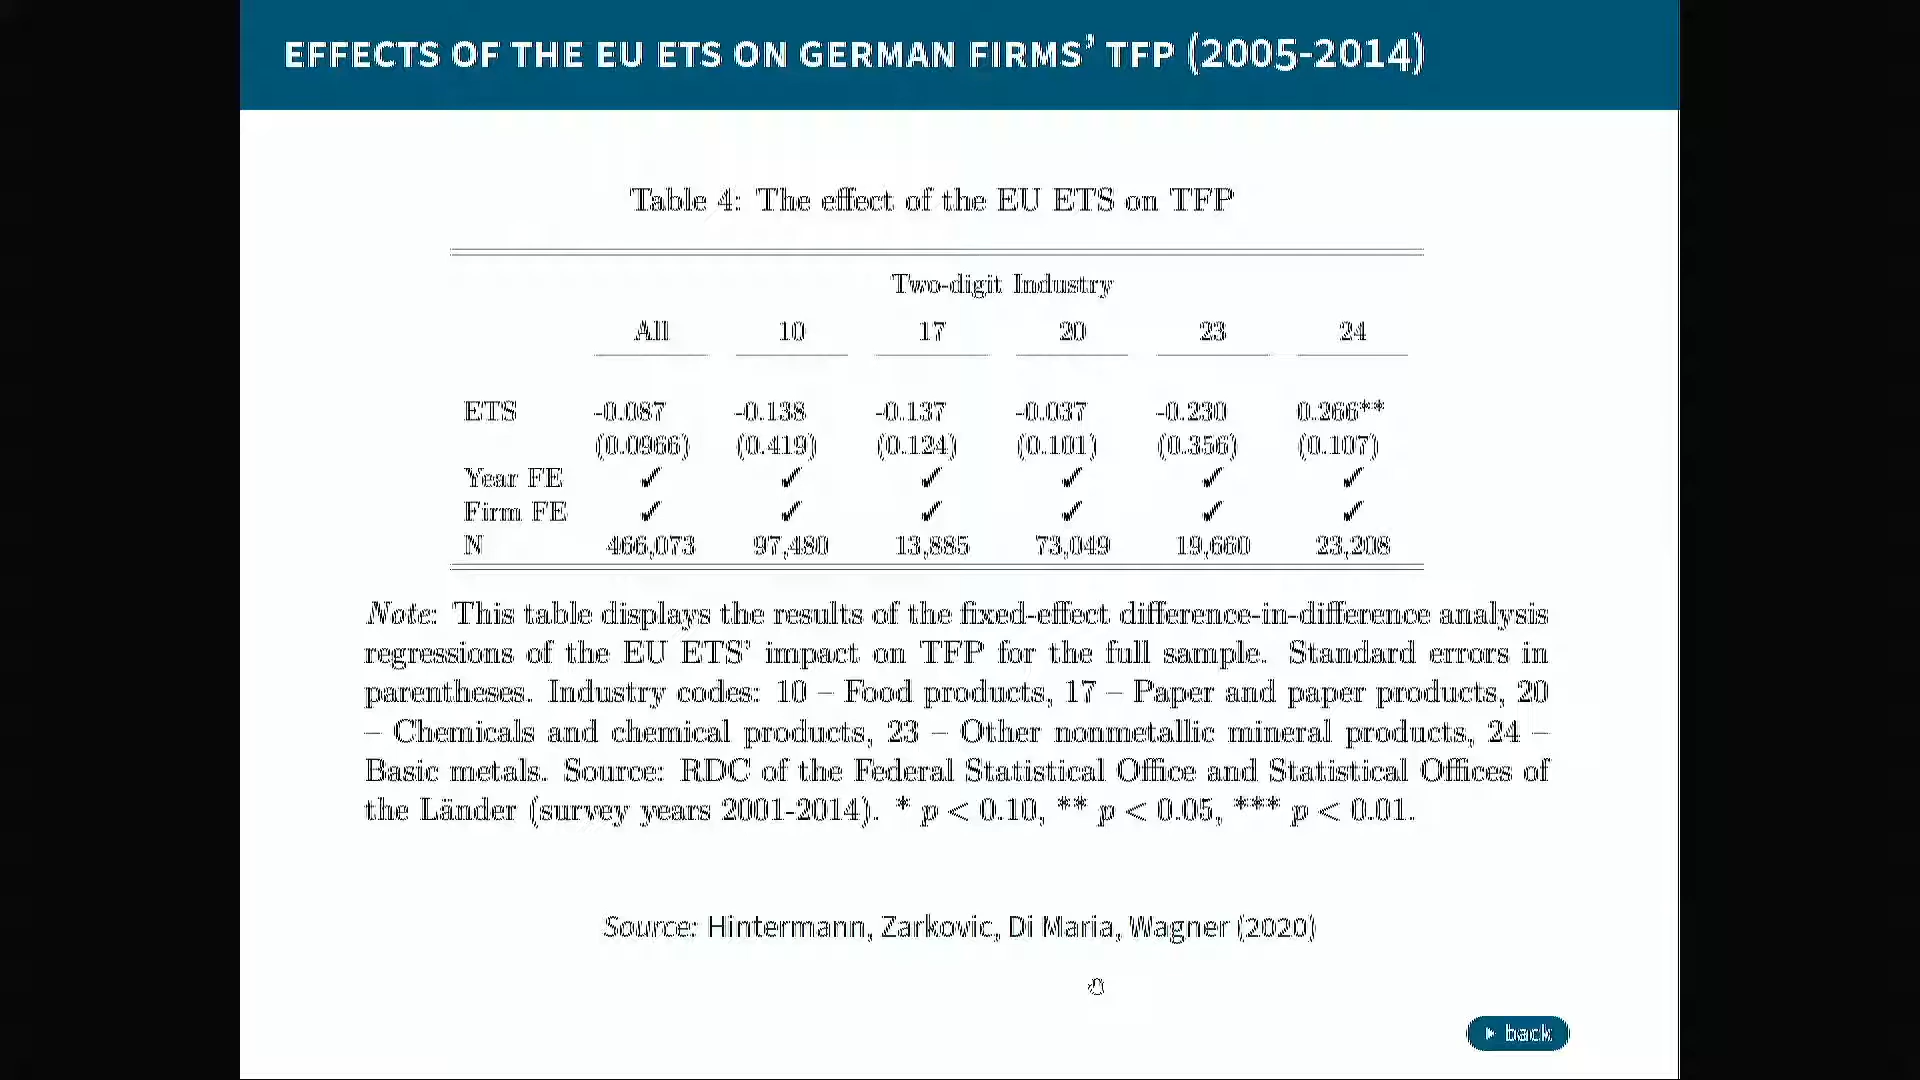 EFFECTS OF THE EU ETS ON GERMAN FIRMS' TFP (2005-2014)
Table 4: The effect of the EU ETS on TFP
Two-digit Industry
All 10 17 20 23 24
ETS -0.087 -0.138 -0.137 -0.037 -0.230 0.266**
(0.0966) (0.419) (0.124) (0.101) (0.356) (0.107)
Year FE ✓ ✓ ✓ ✓ ✓ ✓
Firm FE ✓ ✓ ✓ ✓ ✓ ✓
N 466,073 97,480 13,885 73,049 19,660 23,208
Note: This table displays the results of the fixed-effect difference-in-difference analysis
regressions of the EU ETS' impact on TFP for the full sample. Standard errors in
parentheses. Industry codes: 10 – Food products, 17 – Paper and paper products, 20
– Chemicals and chemical products, 23 – Other nonmetallic mineral products, 24 –
Basic metals. Source: RDC of the Federal Statistical Office and Statistical Offices of
the Länder (survey years 2001-2014). * p < 0.10, ** p < 0.05, *** p < 0.01.
Source: Hintermann, Zarkovic, Di Maria, Wagner (2020)
back